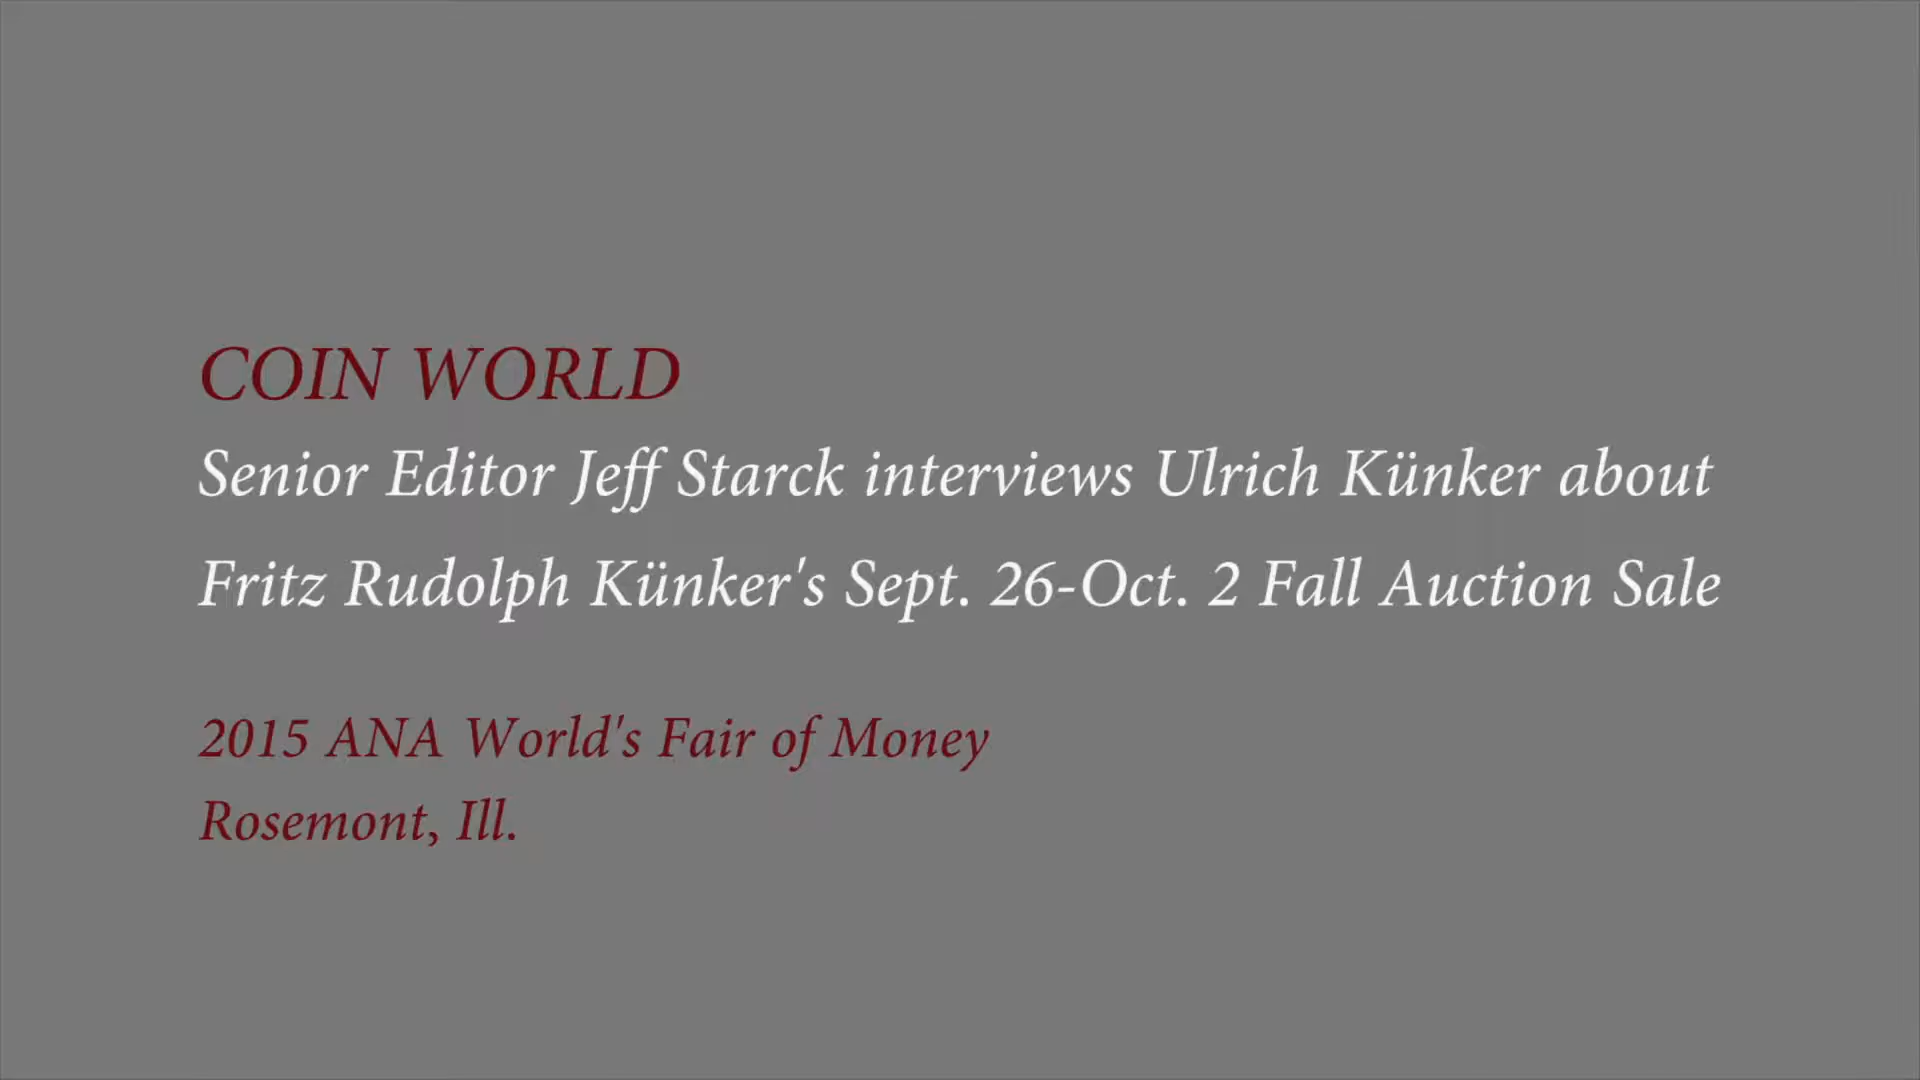 COIN WORLD
Senior Editor Jeff Starck interviews Ulrich Künker about
Fritz Rudolph Künker's Sept. 26-Oct. 2 Fall Auction Sale
2015 ANA World's Fair of Money
Rosemont, Ill.